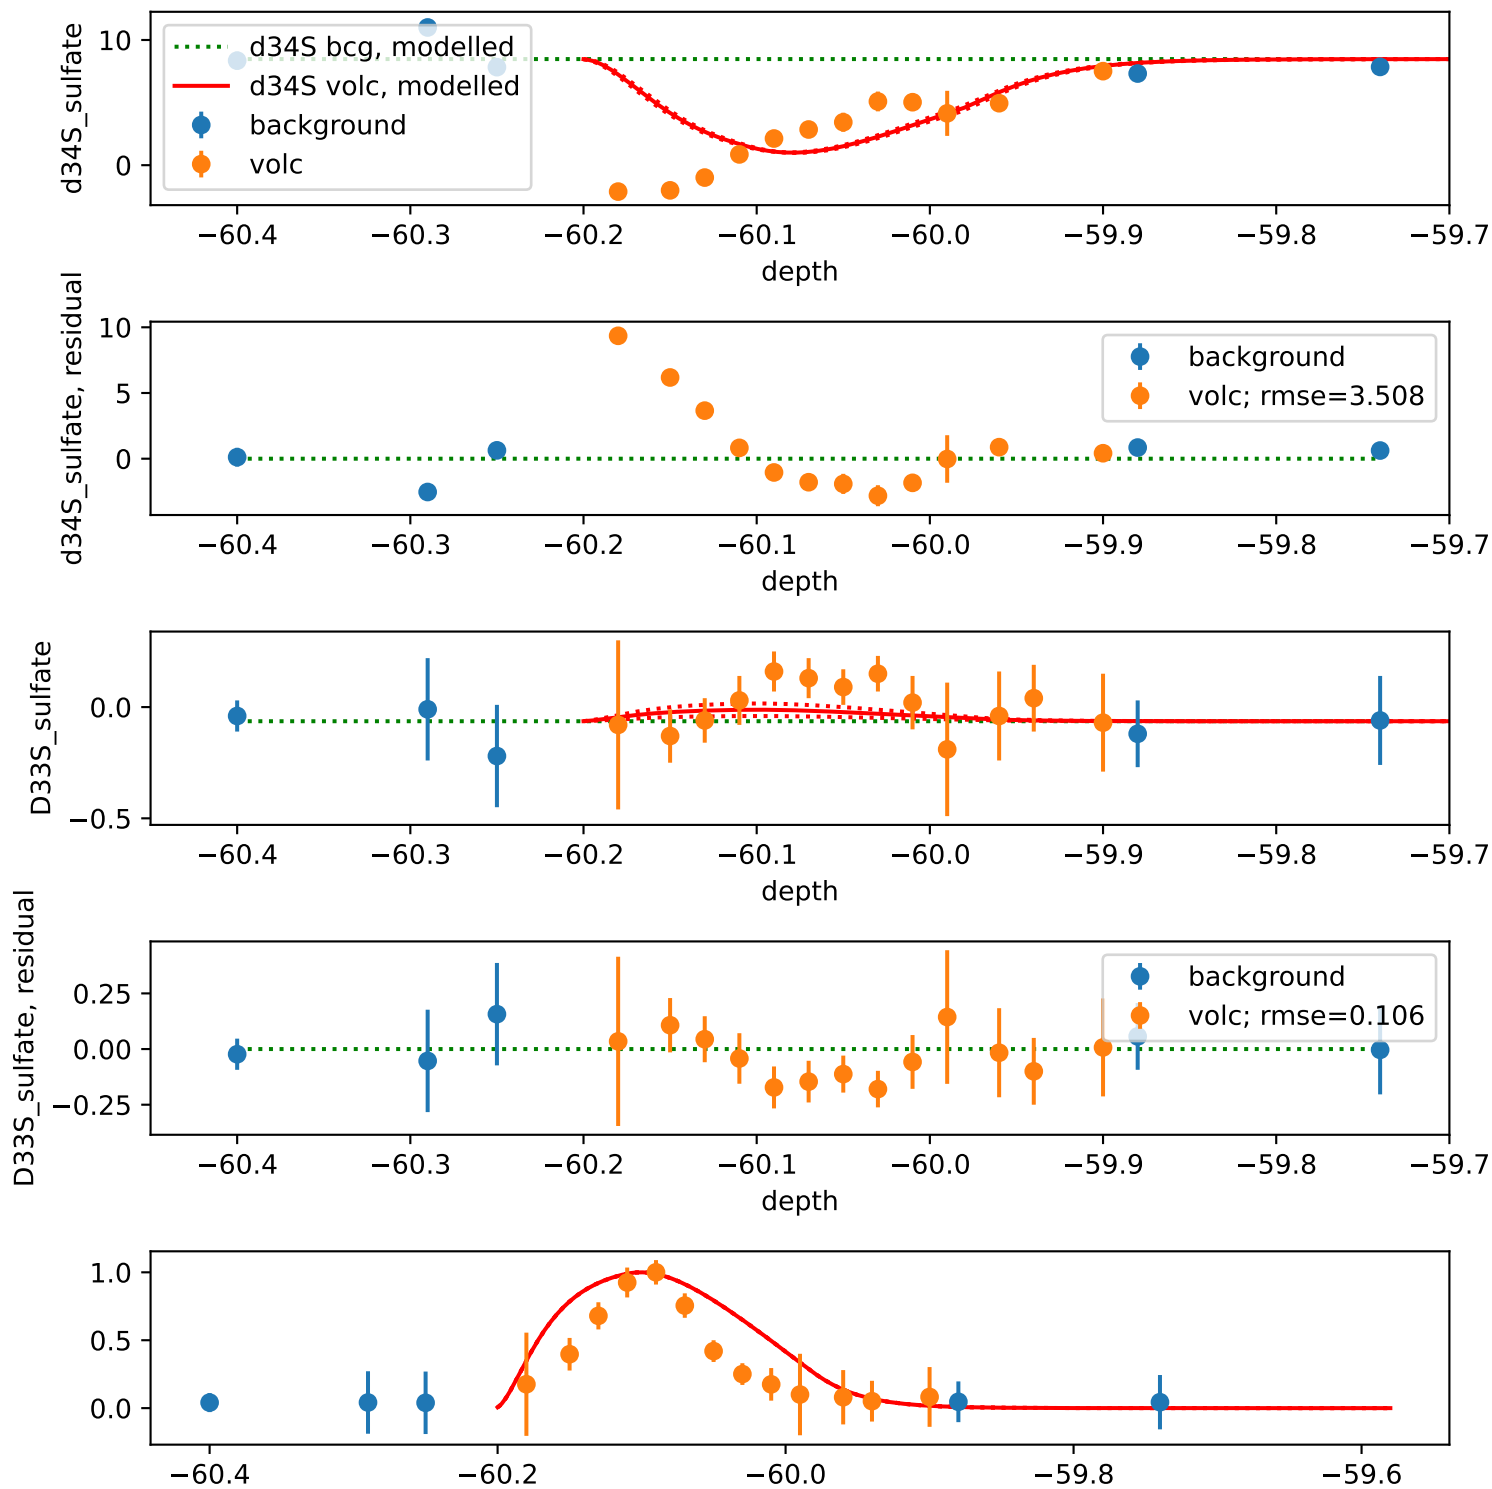 d34S_sulfate
10
0
d34S bcg, modelled
d34S volc, modelled
background
volc
−60.4 −60.3 −60.2 −60.1 −60.0 −59.9 −59.8 −59.7
depth
d34S_sulfate, residual
10
5
0
background
volc; rmse=3.508
−60.4 −60.3 −60.2 −60.1 −60.0 −59.9 −59.8 −59.7
depth
D33S_sulfate
0.0
−0.5
−60.4 −60.3 −60.2 −60.1 −60.0 −59.9 −59.8 −59.7
depth
D33S_sulfate, residual
0.25
0.00
−0.25
background
volc; rmse=0.106
−60.4 −60.3 −60.2 −60.1 −60.0 −59.9 −59.8 −59.7
depth
1.0
0.5
0.0
−60.4 −60.2 −60.0 −59.8 −59.6